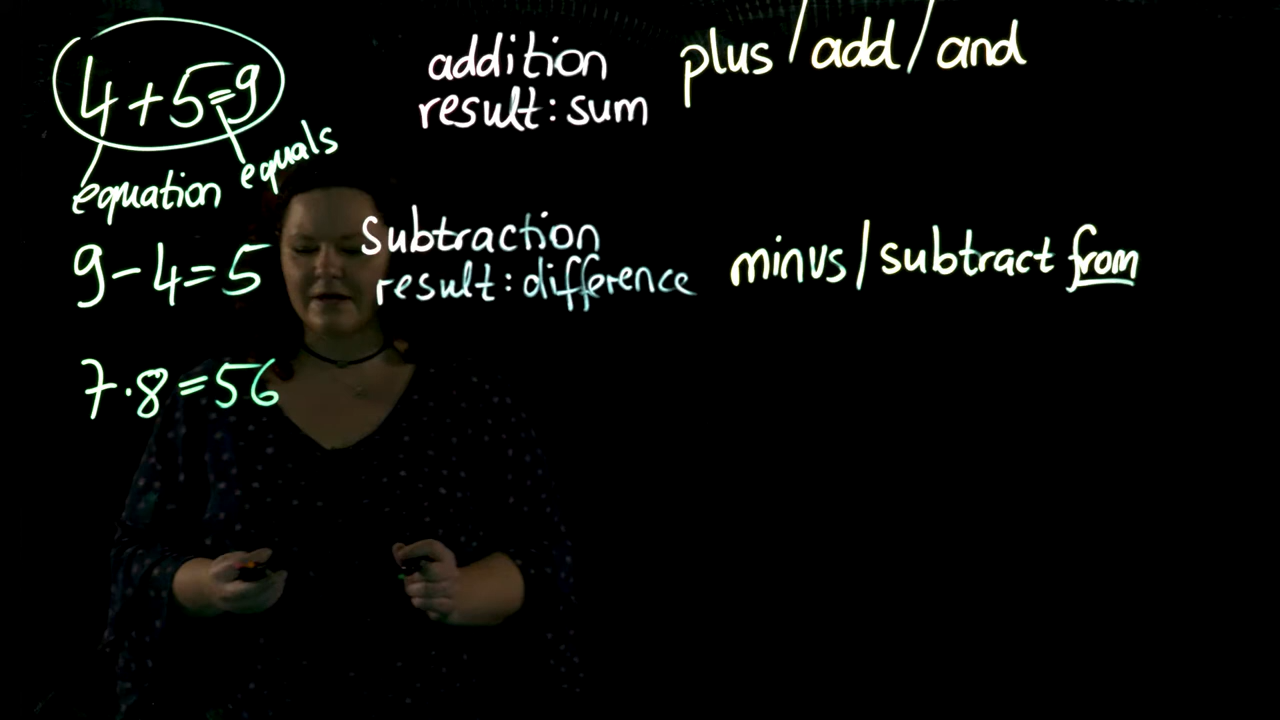 4+5=9
equation
equals
addition
result: sum
plus / add / and
9-4=5
Subtraction
result: difference
minus / subtract from
7·8=56